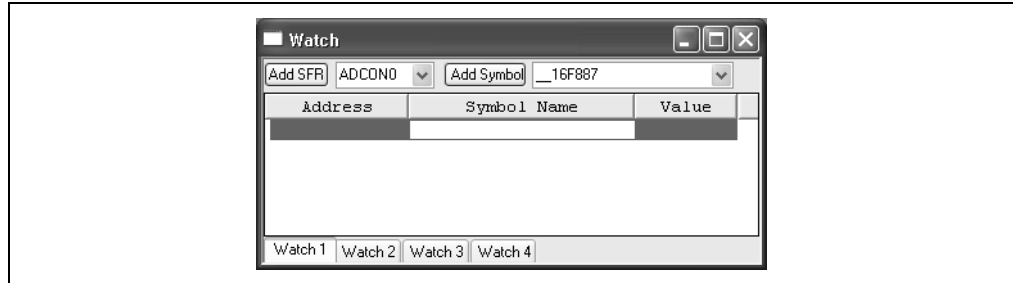 Watch
Add SFR ADCON0 Add Symbol __16F887
Address Symbol Name Value
Watch 1 Watch 2 Watch 3 Watch 4